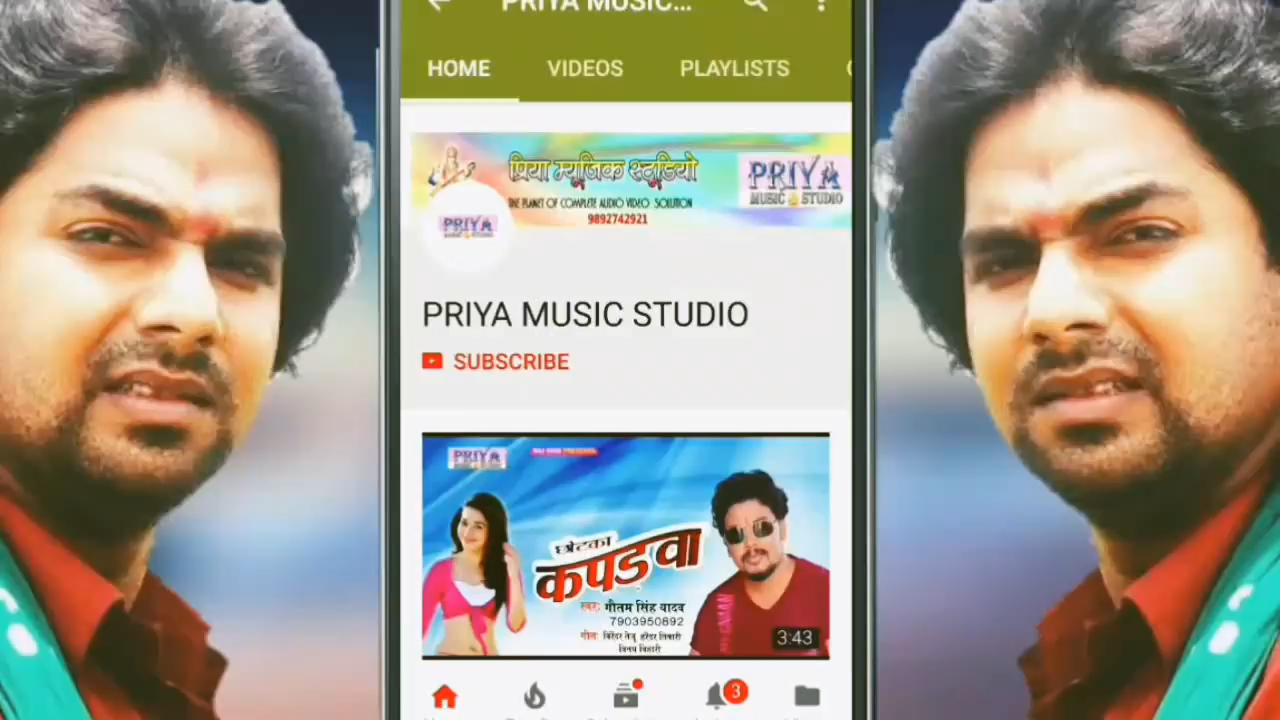 PRIYA MUSIC...
HOME VIDEOS PLAYLISTS
प्रिया म्यूजिक स्टूडियो
THE PLANET OF COMPLETE AUDIO VIDEO SOLUTION
9892742921
PRIYA
MUSIC STUDIO
PRIYA
PRIYA MUSIC STUDIO
SUBSCRIBE
PRIYA
छोटका
कपडवा
स्वर: गौतम सिंह यादव
7903950892
गीत:
3:43
3